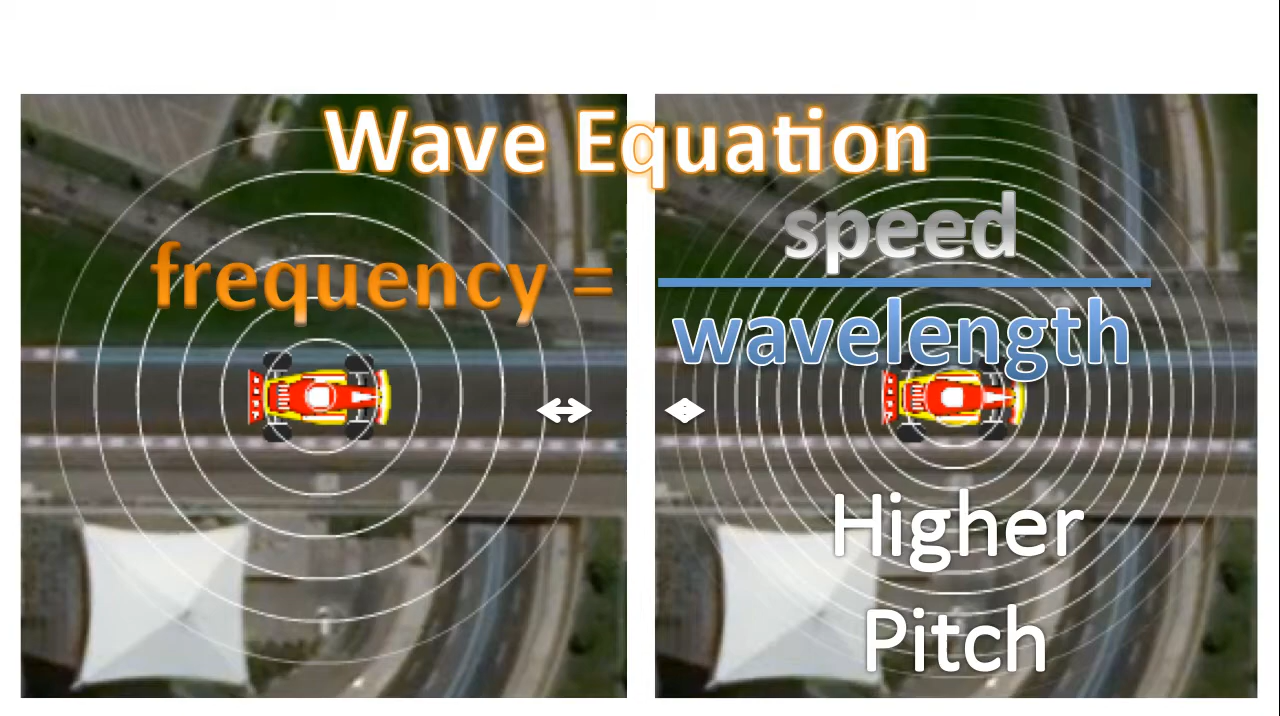 Wave Equation
speed
frequency =
wavelength
Higher
Pitch